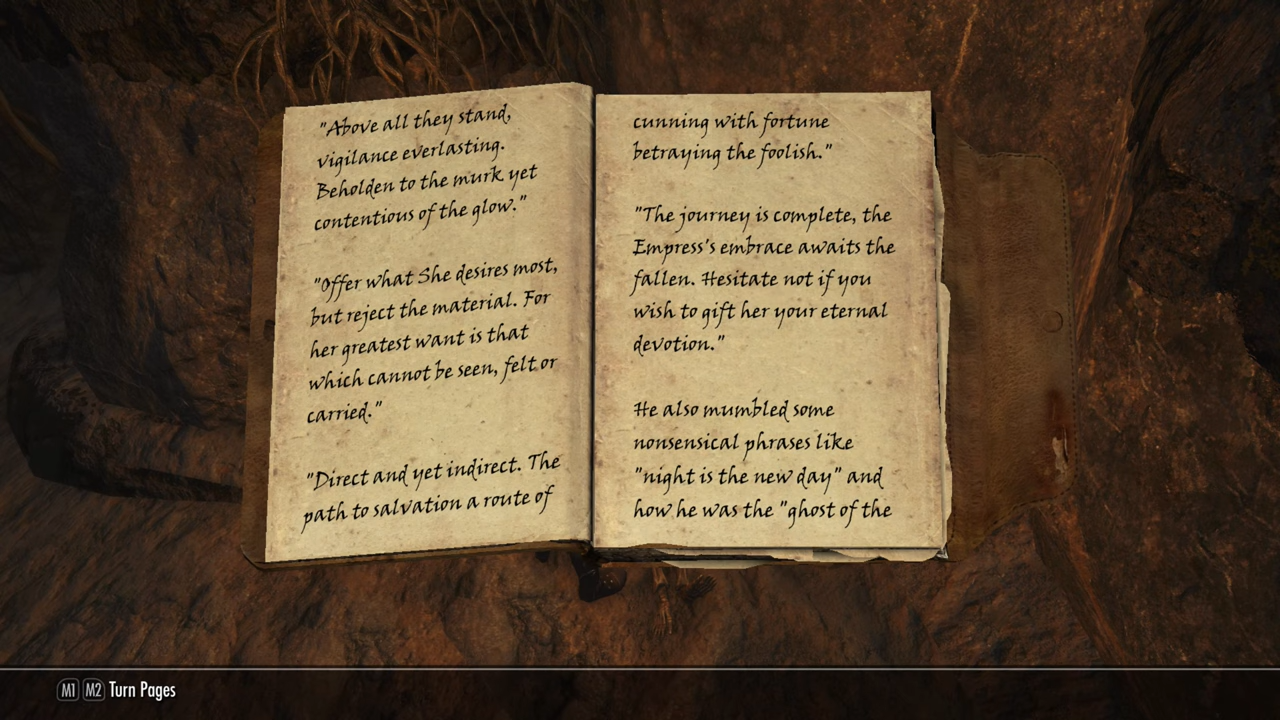 "Above all they stand,
vigilance everlasting.
Beholden to the murk yet
contentious of the glow."
"Offer what She desires most,
but reject the material. For
her greatest want is that
which cannot be seen, felt or
carried."
"Direct and yet indirect. The
path to salvation a route of
cunning with fortune
betraying the foolish."
"The journey is complete, the
Empress's embrace awaits the
fallen. Hesitate not if you
wish to gift her your eternal
devotion."
He also mumbled some
nonsensical phrases like
"night is the new day" and
how he was the "ghost of the
M1 M2 Turn Pages